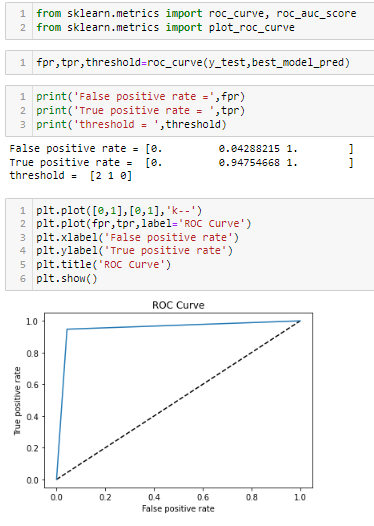 1 from sklearn.metrics import roc_curve, roc_auc_score
2 from sklearn.metrics import plot_roc_curve
1 fpr,tpr,threshold=roc_curve(y_test,best_model_pred)
1 print('False positive rate =',fpr)
2 print('True positive rate = ',tpr)
3 print('threshold = ',threshold)
False positive rate = [0. 0.04288215 1. ]
True positive rate =  [0. 0.94754668 1. ]
threshold =  [2 1 0]
1 plt.plot([0,1],[0,1],'k--')
2 plt.plot(fpr,tpr,label='ROC Curve')
3 plt.xlabel('False positive rate')
4 plt.ylabel('True positive rate')
5 plt.title('ROC Curve')
6 plt.show()
ROC Curve
1.0
0.8
0.6
0.4
0.2
0.0
True positive rate
0.0 0.2 0.4 0.6 0.8 1.0
False positive rate